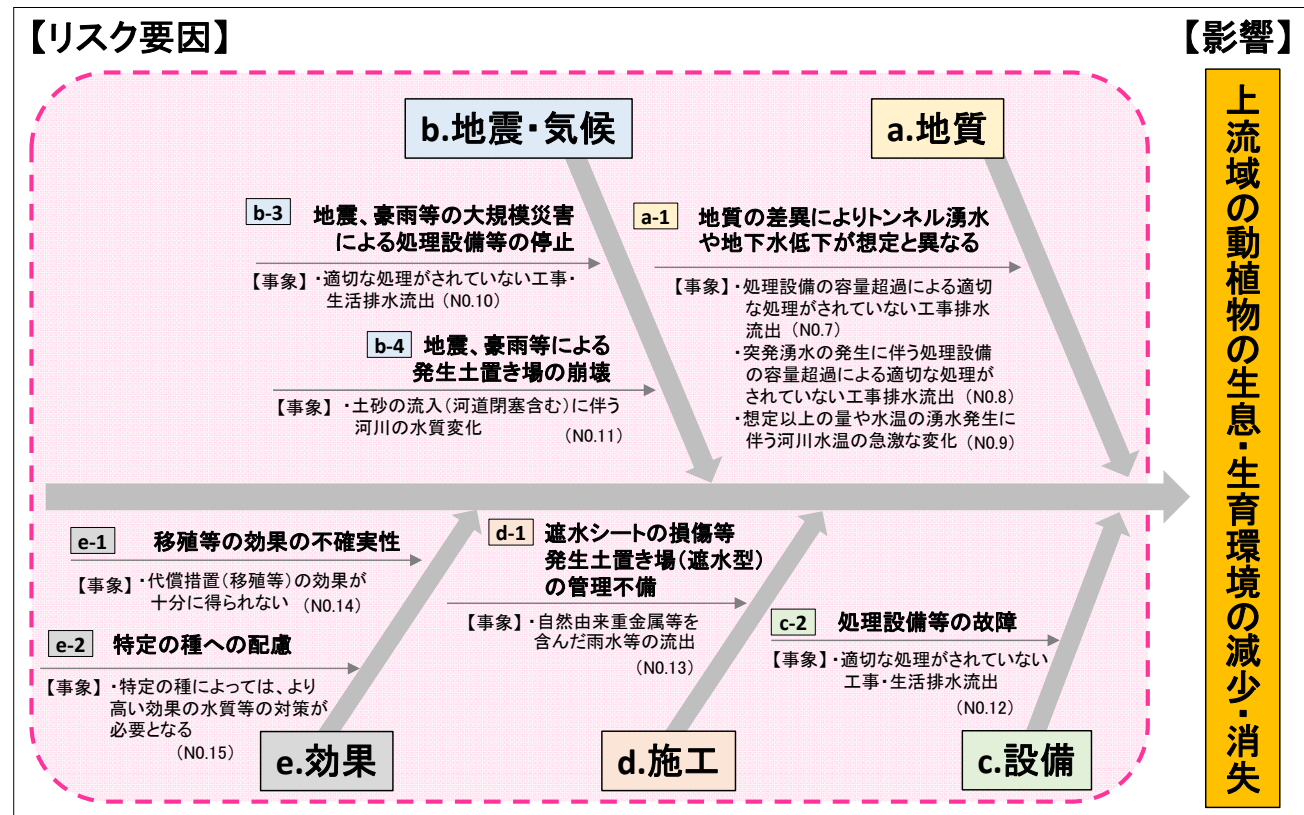 【リスク要因】
【影響】
b.地震・気候
a.地質
b-3 地震、豪雨等の大規模災害
による処理設備等の停止
【事象】・適切な処理がされていない工事・
生活排水流出（NO.10）
b-4 地震、豪雨等による
発生土置き場の崩壊
【事象】・土砂の流入（河道閉塞含む）に伴う
河川の水質変化
（NO.11）
a-1 地質の差異によりトンネル湧水
や地下水低下が想定と異なる
【事象】・処理設備の容量超過による適切
な処理がされていない工事排水
流出（NO.7）
・突発湧水の発生に伴う処理設備
の容量超過による適切な処理が
されていない工事排水流出（NO.8）
・想定以上の量や水温の湧水発生に
伴う河川水温の急激な変化（NO.9）
e-1 移殖等の効果の不確実性
【事象】・代償措置（移殖等）の効果が
十分に得られない（NO.14）
e-2 特定の種への配慮
【事象】・特定の種によっては、より
高い効果の水質等の対策が
必要となる
（NO.15）
d-1 遮水シートの損傷等
発生土置き場（遮水型）
の管理不備
【事象】・自然由来重金属等を
含んだ雨水等の流出
（NO.13）
c-2 処理設備等の故障
【事象】・適切な処理がされていない
工事・生活排水流出
（NO.12）
e.効果
d.施工
c.設備
上流域の動植物の生息・生育環境の減少・消失